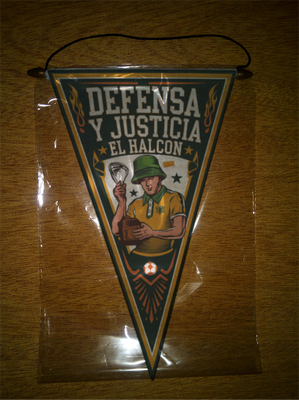 DEFENSA
Y JUSTICIA
EL HALCON